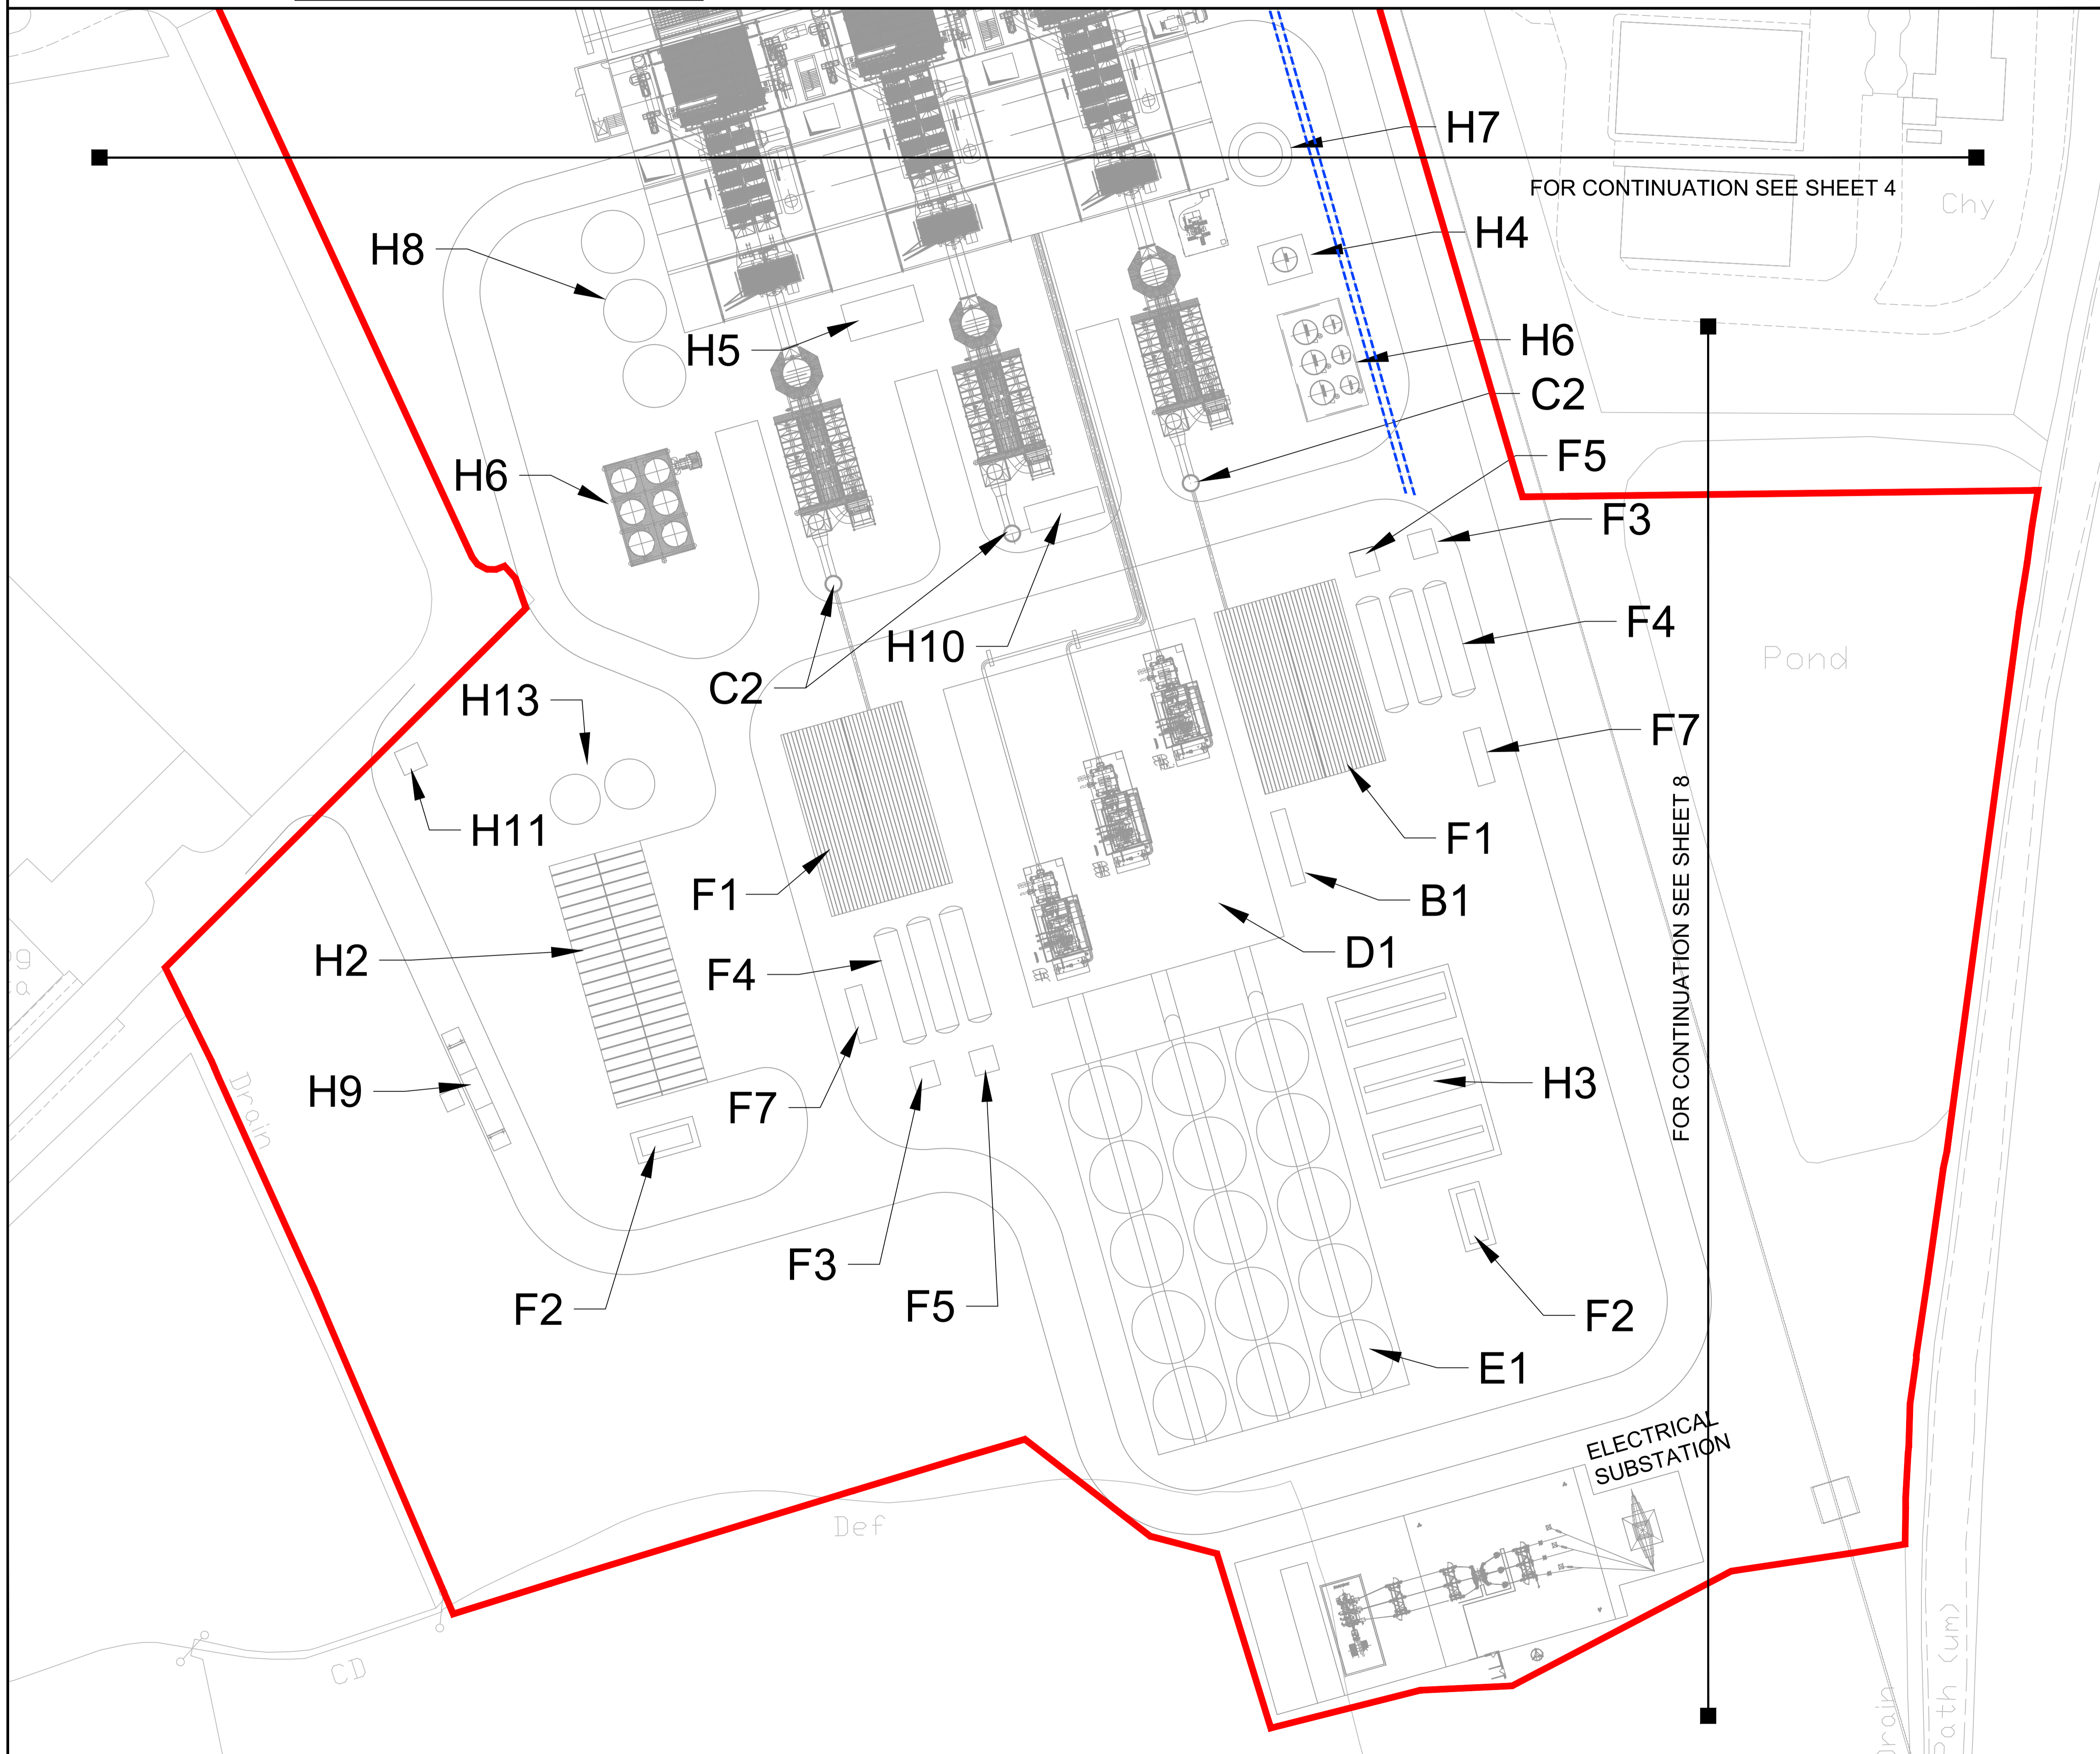 H7
FOR CONTINUATION SEE SHEET 4
Chy
H8
H4
H5
H6
C2
H6
F5
F3
H10
F4
Pond
C2
H13
F7
H11
F1
F1
B1
FOR CONTINUATION SEE SHEET 8
H2
F4
D1
H9
F7
H3
Drain
F3
F5
F2
F2
E1
ELECTRICAL
SUBSTATION
Def
CD
Drain
Path (um)